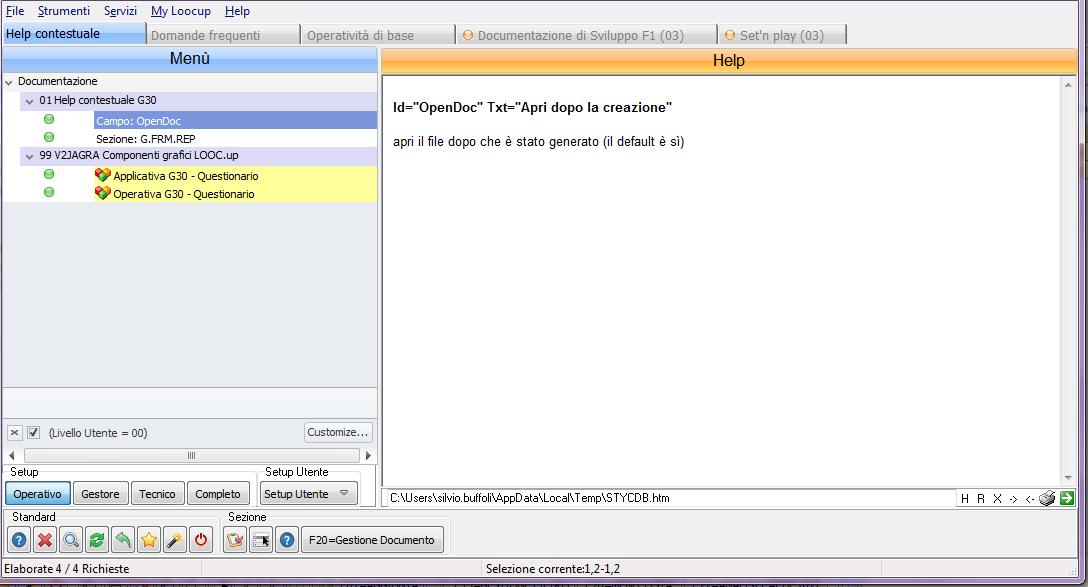 File Strumenti Servizi My Loocup Help
Help contestuale Domande frequenti Operatività di base Documentazione di Sviluppo F1 (03) Set'n play (03)
Menù
Help
Documentazione
01 Help contestuale G30
Campo: OpenDoc
Sezione: G.FRM.REP
99 V2JAGRA Componenti grafici LOOC.up
Applicativa G30 - Questionario
Operativa G30 - Questionario
Id="OpenDoc" Txt="Apri dopo la creazione"
apri il file dopo che è stato generato (il default è sì)
(Livello Utente = 00) Customize...
Setup Setup Utente
Operativo Gestore Tecnico Completo Setup Utente
C:\Users\silvio.buffoli\AppData\Local\Temp\STYCDB.htm H R X -> <-
Standard Sezione
F20=Gestione Documento
Elaborate 4 / 4 Richieste Selezione corrente:1,2-1,2